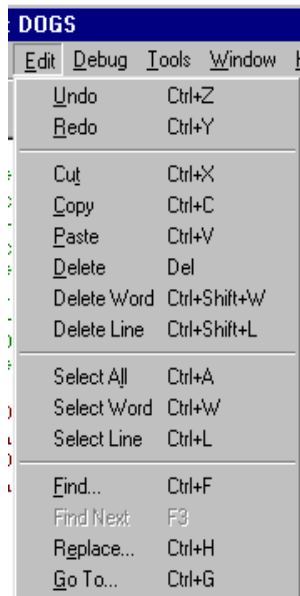 DOGS
Edit Debug Tools Window
Undo Ctrl+Z
Redo Ctrl+Y
Cut Ctrl+X
Copy Ctrl+C
Paste Ctrl+V
Delete Del
Delete Word Ctrl+Shift+W
Delete Line Ctrl+Shift+L
Select All Ctrl+A
Select Word Ctrl+W
Select Line Ctrl+L
Find... Ctrl+F
Find Next F3
Replace... Ctrl+H
Go To... Ctrl+G